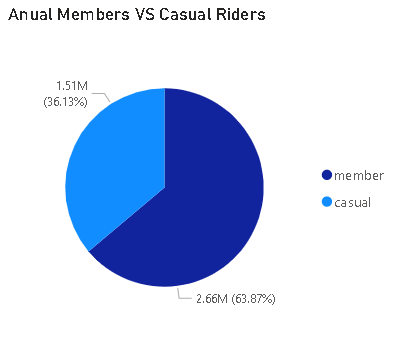 Anual Members VS Casual Riders
1.51M
(36.13%)
member
casual
2.66M (63.87%)